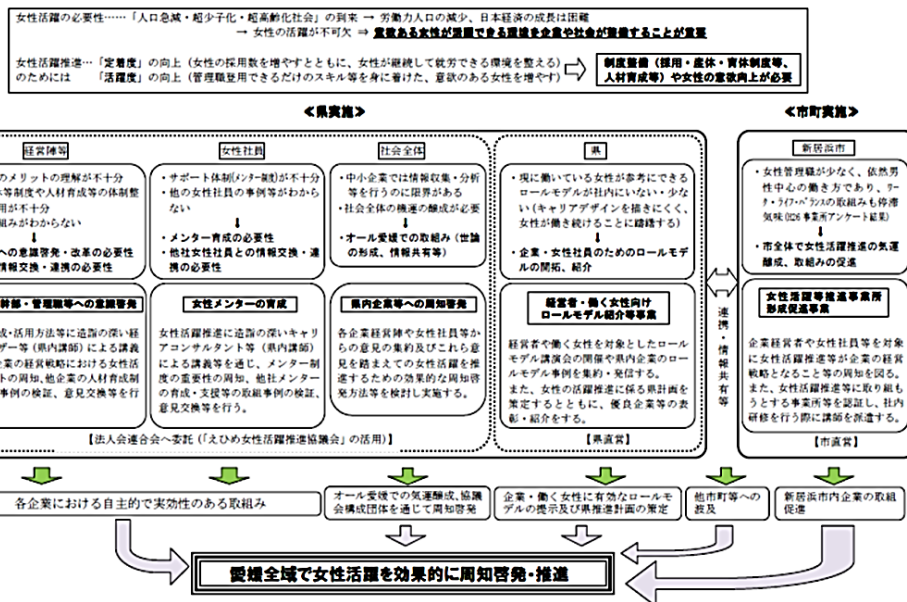 女性活躍の必要性……「人口急減・超少子化・超高齢化社会」の到来 → 労働力人口の減少、日本経済の成長は困難
→ 女性の活躍が不可欠 ⇒ 意欲ある女性が活躍できる環境を企業や社会が整備することが重要
女性活躍推進…「定着度」の向上(女性の採用数を増やすとともに、女性が継続して就労できる環境を整える)
のためには 「活躍度」の向上(管理職登用できるだけのスキル等を身に着けた、意欲のある女性を増やす)
制度整備(採用・産休・育休制度等、
人材育成等)や女性の意欲向上が必要
≪県実施≫
≪市町実施≫
経営陣等
のメリットの理解が不十分
等制度や人材育成等の体制整
用が不十分
組みがわからない
↓
への意識啓発・改革の必要性
情報交換・連携の必要性
女性社員
・サポート体制(メンター制度)が不十分
・他の女性社員の事例等がわから
ない
↓
・メンター育成の必要性
・他社女性社員との情報交換・連
携の必要性
社会全体
・中小企業では情報収集・分析
等を行うのに限界がある
・社会全体の機運の醸成が必要
↓
・オール愛媛での取組み(世論
の形成、情報共有等)
県
・現に働いている女性が参考にできる
ロールモデルが社内にいない・少な
い(キャリアデザインを描きにくく、
女性が働き続けることに躊躇する)
↓
・企業・女性社員のためのロールモデル
の開拓、紹介
新居浜市
・女性管理職が少なく、依然男
性中心の働き方であり、ワー
ク・ライフ・バランスの取組みも停滞
気味(H26事業所アンケート結果)
↓
・市全体で女性活躍推進の気運
醸成、取組みの促進
幹部・管理職等への意識啓発
成・活用方法等に造詣の深い経
ザー等(県内講師)による講義
企業の経営戦略における女性活
トの周知、他企業の人材育成制
事例の検証、意見交換等を行
女性メンターの育成
女性活躍推進に造詣の深いキャリ
アコンサルタント等(県内講師)
による講義等を通じ、メンター制
度の重要性の周知、他社メンター
の育成・支援等の取組事例の検証、
意見交換等を行う。
県内企業等への周知啓発
各企業経営陣や女性社員等か
らの意見の集約及びこれら意
見を踏まえての女性活躍を推
進するための効果的な周知啓
発方法等を検討し実施する。
【法人会連合会へ委託(「えひめ女性活躍推進協議会」の活用)】
経営者・働く女性向け
ロールモデル紹介等事業
経営者や働く女性を対象としたロール
モデル講演会の開催や県内企業のロール
モデル事例を集約・発信する。
また、女性の活躍に係る県計画を
策定するとともに、優良企業等の表
彰・紹介をする。
【県直営】
連携・情報共有等
女性活躍等推進事業所
形成促進事業
企業経営者や女性社員等を対象
に女性活躍推進等が企業の経営
戦略となること等の周知を図る。
また、女性活躍推進等に取り組も
うとする事業所等を認証し、社内
研修を行う際に講師を派遣する。
【市直営】
各企業における自主的で実効性のある取組み
オール愛媛での気運醸成、協議
会構成団体を通じて周知啓発
企業・働く女性に有効なロールモ
デルの提示及び県推進計画の策定
他市町等への
波及
新居浜市内企業の取組
促進
愛媛全域で女性活躍を効果的に周知啓発・推進